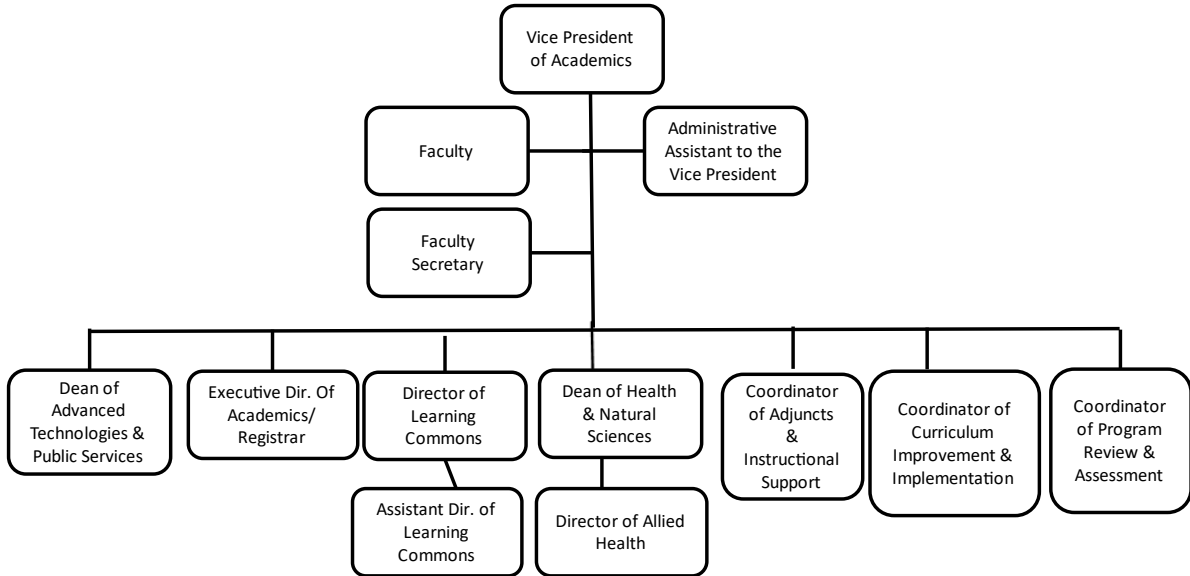 Vice President
of Academics
Faculty
Administrative
Assistant to the
Vice President
Faculty
Secretary
Dean of
Advanced
Technologies &
Public Services
Executive Dir. Of
Academics/
Registrar
Director of
Learning
Commons
Dean of Health
& Natural
Sciences
Coordinator
of Adjuncts
&
Instructional
Support
Coordinator of
Curriculum
Improvement &
Implementation
Coordinator
of Program
Review &
Assessment
Assistant Dir. of
Learning
Commons
Director of Allied
Health